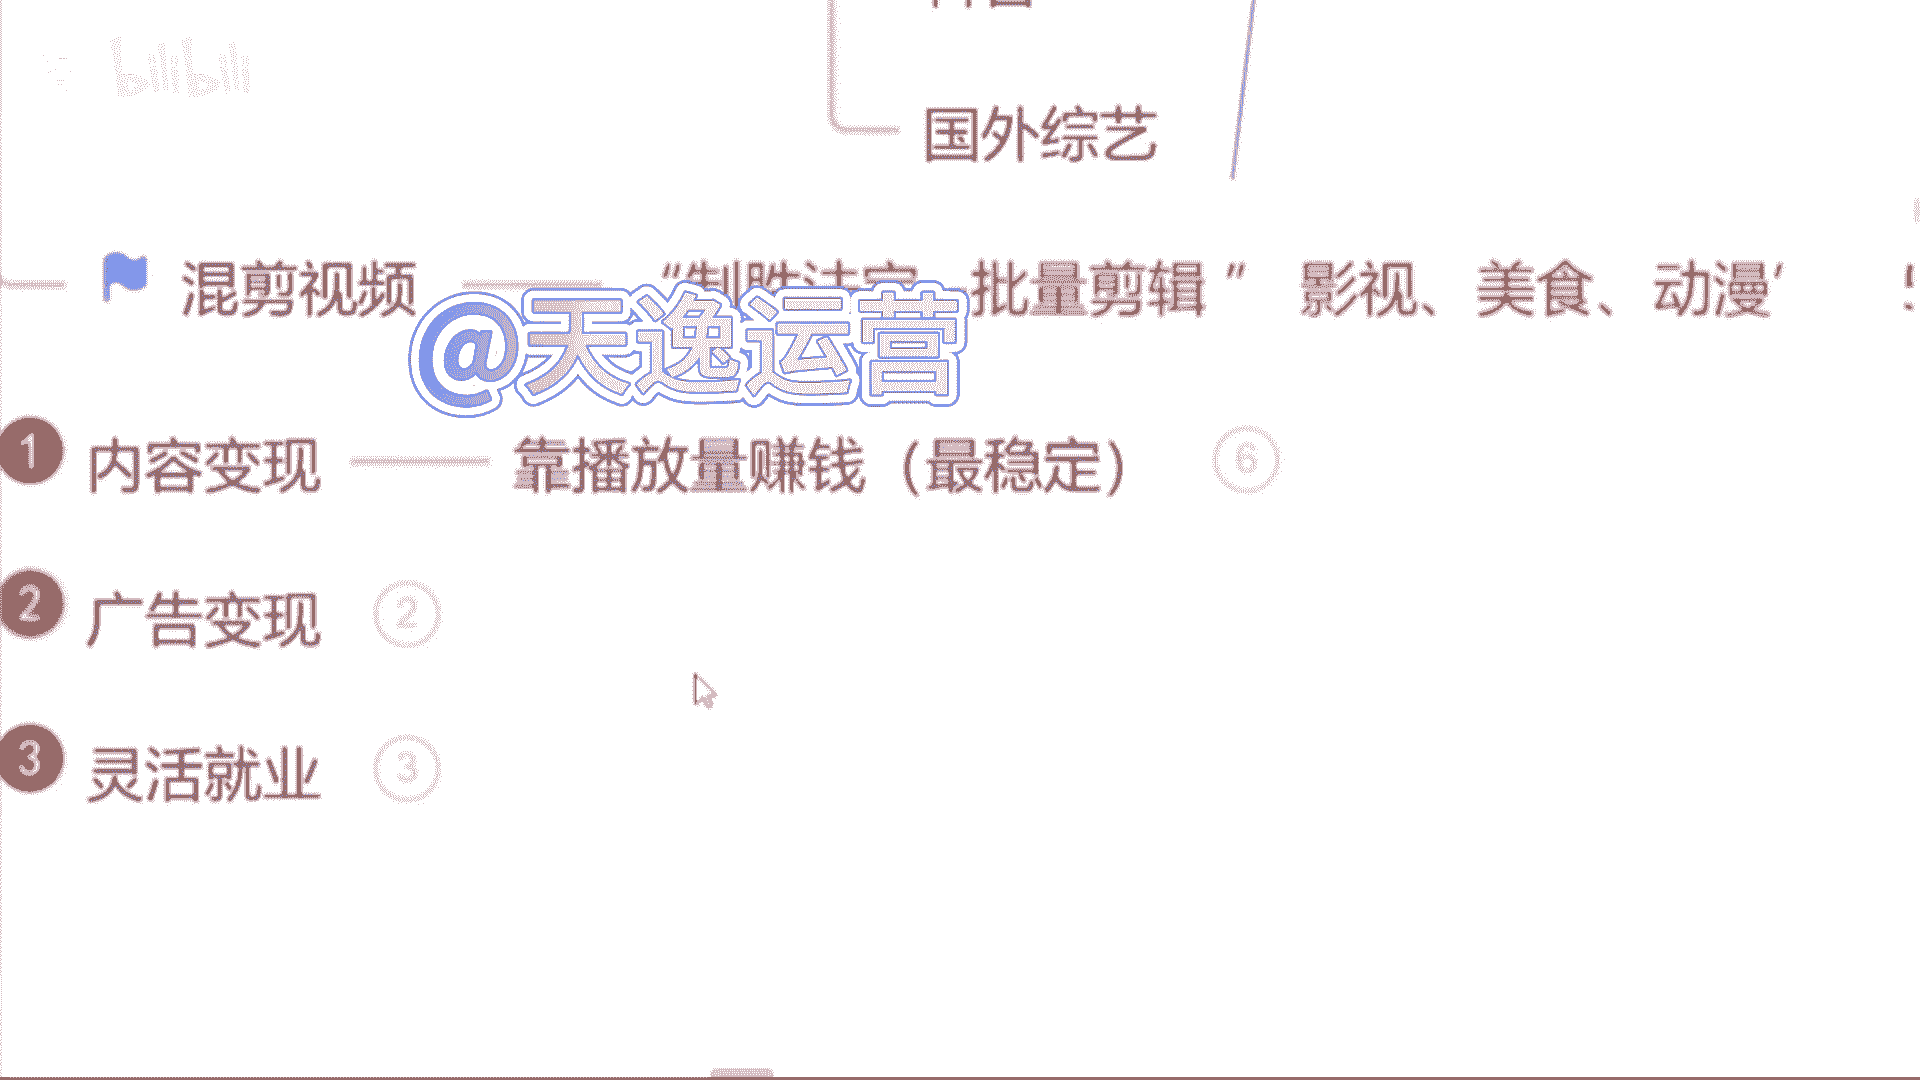 bilibili
国外综艺
混剪视频 “制胜法宝 批量剪辑 ” 影视、美食、动漫’ !
@天逸运营
1 内容变现 靠播放量赚钱（最稳定） 6
2 广告变现 2
3 灵活就业 3